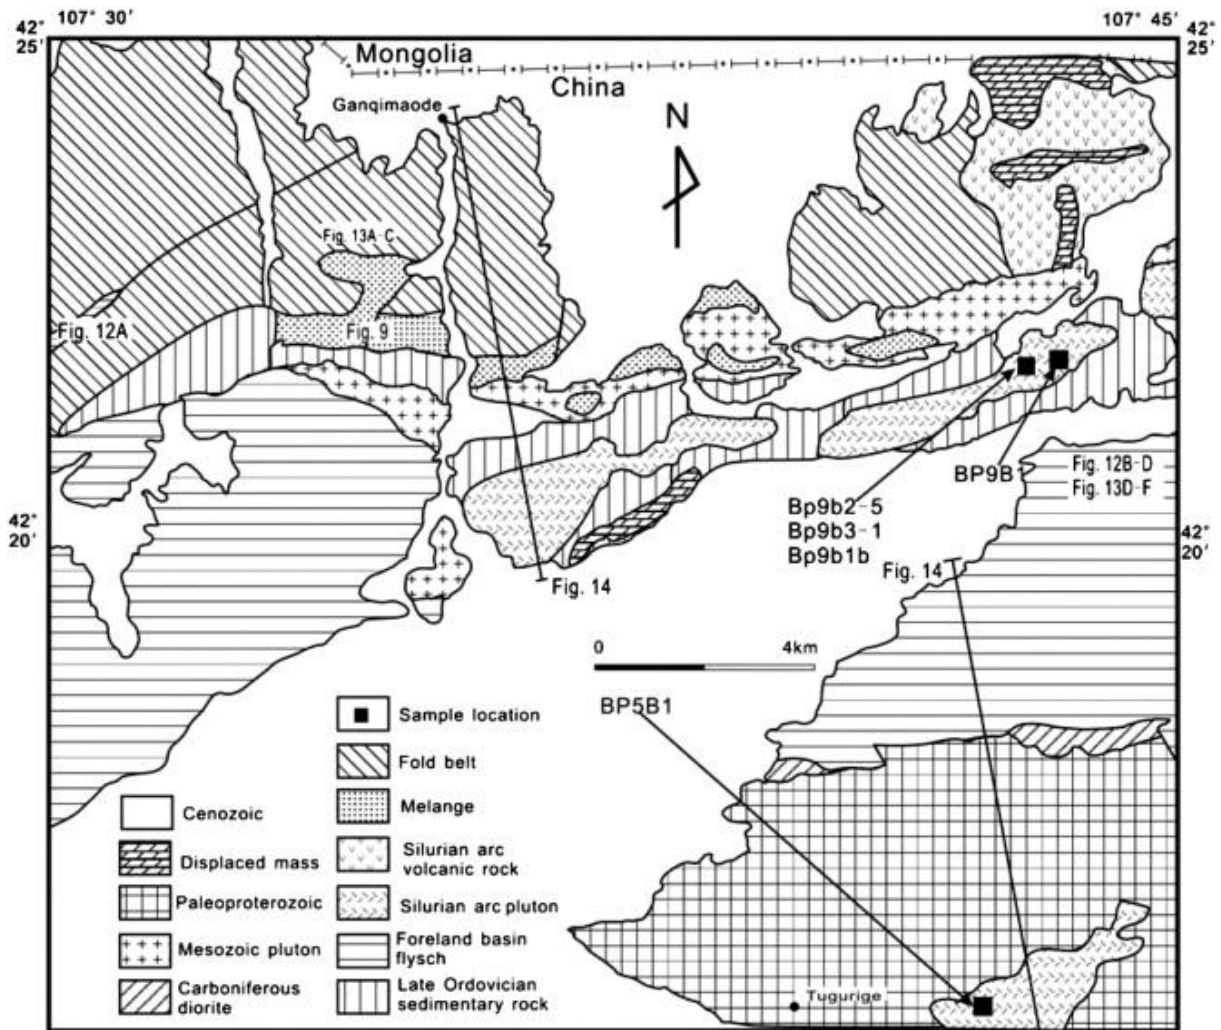 107° 30′
107° 45′
42°
25′
42°
25′
Mongolia
China
Ganqimaode
N
Fig. 13A-C
Fig. 12A
Fig. 9
BP9B1
Fig. 12B-D
Fig. 13D-F
Bp9b2-5
Bp9b3-1
Bp9b1b
42°
20′
42°
20′
Fig. 14
Fig. 14
0 4km
BP5B1
Sample location
Fold belt
Melange
Silurian arc
volcanic rock
Silurian arc pluton
Foreland basin
flysch
Late Ordovician
sedimentary rock
Cenozoic
Displaced mass
Paleoproterozoic
Mesozoic pluton
Carboniferous
diorite
Tugurige